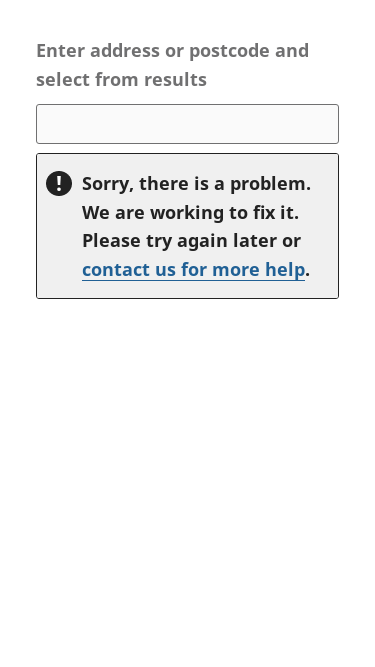 Enter address or postcode and
select from results
Sorry, there is a problem.
We are working to fix it.
Please try again later or
contact us for more help.